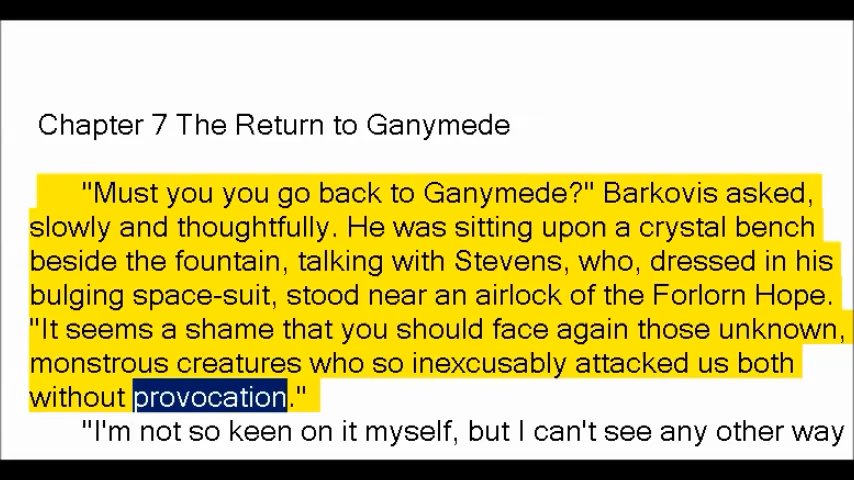 Chapter 7 The Return to Ganymede
"Must you you go back to Ganymede?" Barkovis asked,
slowly and thoughtfully. He was sitting upon a crystal bench
beside the fountain, talking with Stevens, who, dressed in his
bulging space-suit, stood near an airlock of the Forlorn Hope.
"It seems a shame that you should face again those unknown,
monstrous creatures who so inexcusably attacked us both
without provocation."
"I'm not so keen on it myself, but I can't see any other way